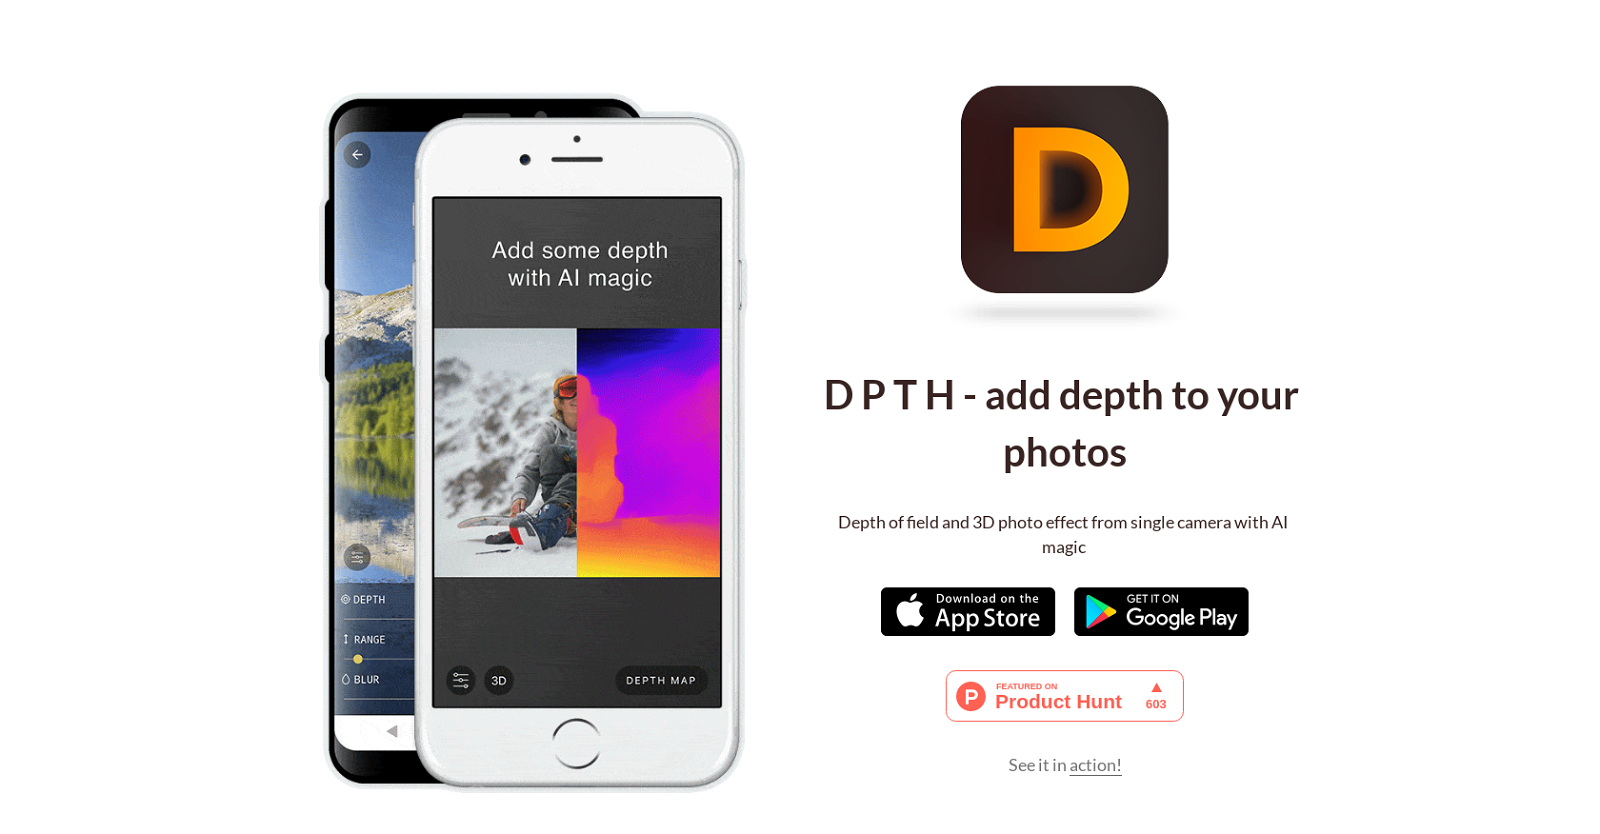 Add some depth
with AI magic
DEPTH
RANGE
BLUR
3D
DEPTH MAP
D
D P T H - add depth to your
photos
Depth of field and 3D photo effect from single camera with AI
magic
Download on the
App Store
GET IT ON
Google Play
P
FEATURED ON
Product Hunt
603
See it in action!